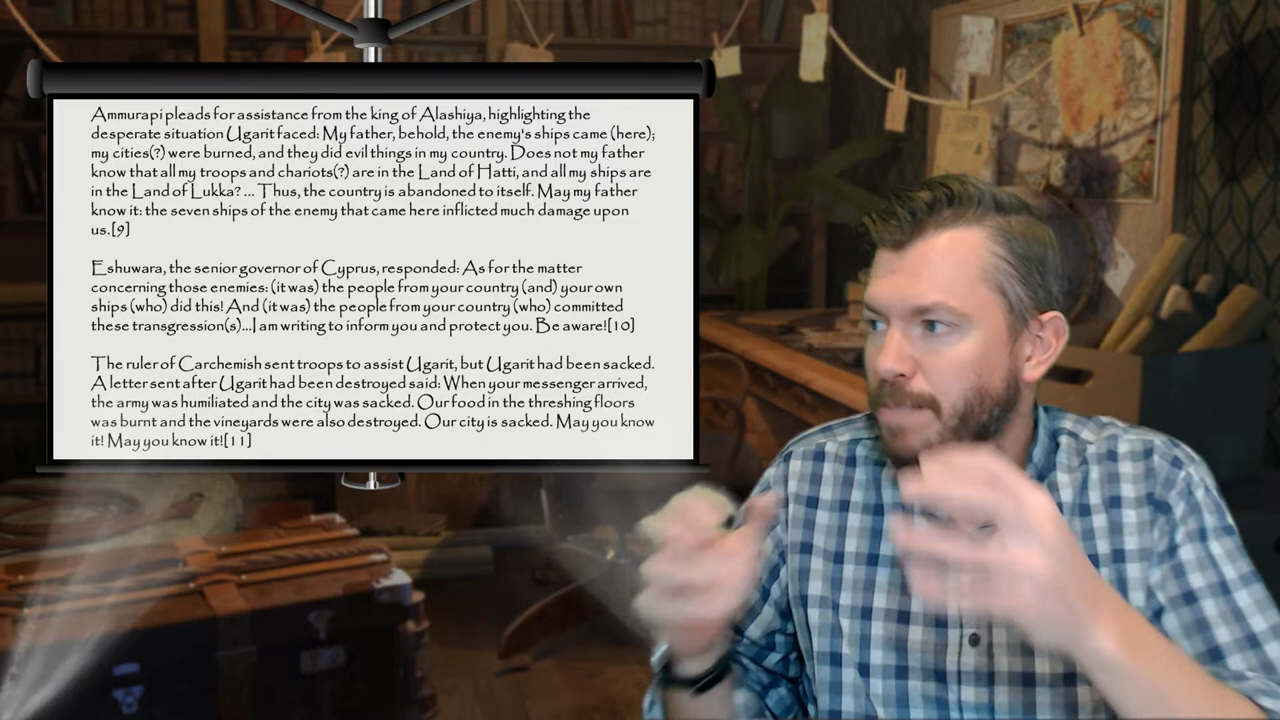 Ammurapi pleads for assistance from the king of Alashiya, highlighting the
desperate situation Ugarit faced: My father, behold, the enemy's ships came (here);
my cities(?) were burned, and they did evil things in my country. Does not my father
know that all my troops and chariots(?) are in the Land of Hatti, and all my ships are
in the Land of Lukka? ... Thus, the country is abandoned to itself. May my father
know it: the seven ships of the enemy that came here inflicted much damage upon
us.[9]
Eshuwara, the senior governor of Cyprus, responded: As for the matter
concerning those enemies: (it was) the people from your country (and) your own
ships (who) did this! And (it was) the people from your country (who) committed
these transgression(s)...I am writing to inform you and protect you. Be aware![10]
The ruler of Carchemish sent troops to assist Ugarit, but Ugarit had been sacked.
A letter sent after Ugarit had been destroyed said: When your messenger arrived,
the army was humiliated and the city was sacked. Our food in the threshing floors
was burnt and the vineyards were also destroyed. Our city is sacked. May you know
it! May you know it![11]